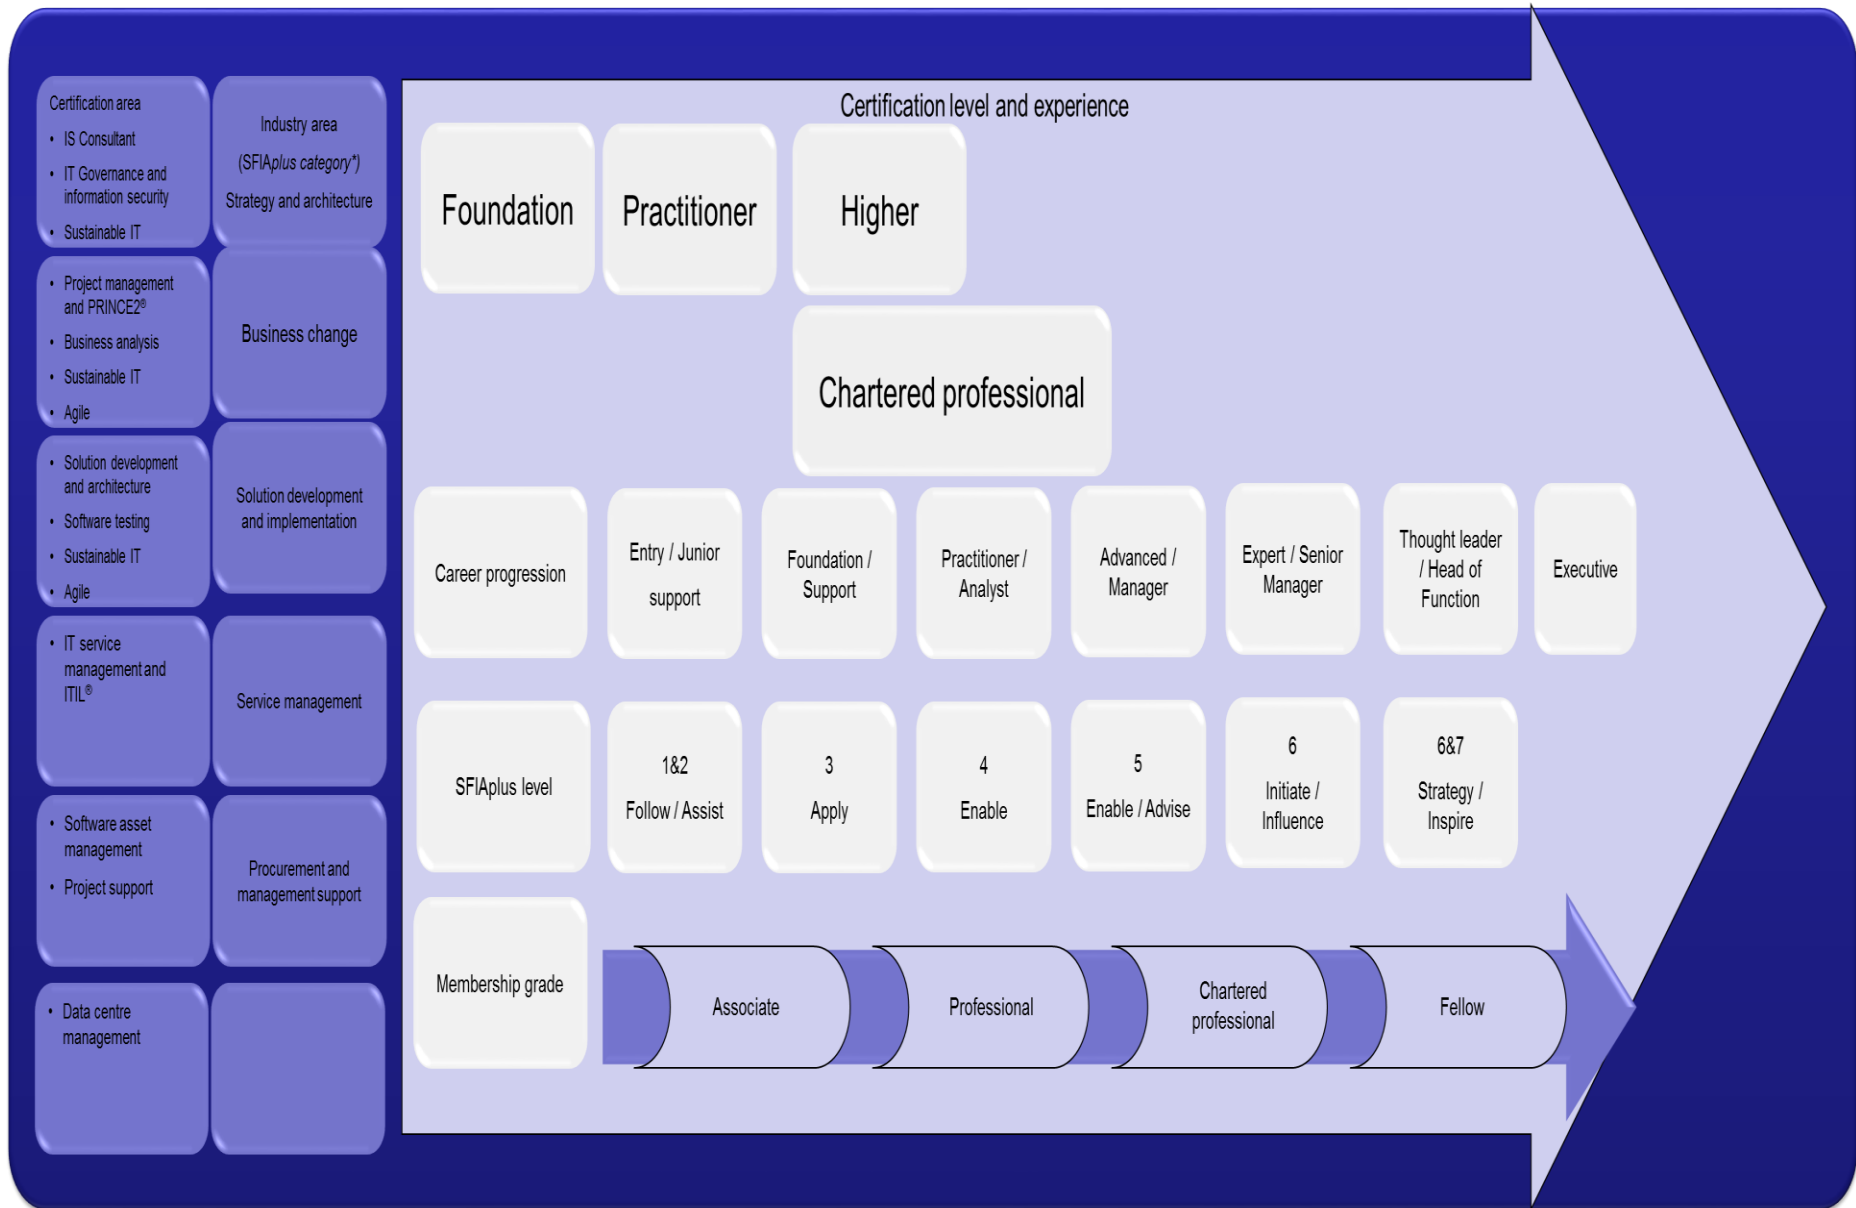 Certification area
• IS Consultant
• IT Governance and
information security
• Sustainable IT
Industry area
(SFIAplus category*)
Strategy and architecture
• Project management
and PRINCE2®
• Business analysis
• Sustainable IT
• Agile
Business change
• Solution development
and architecture
• Software testing
• Sustainable IT
• Agile
Solution development
and implementation
• IT service
management and
ITIL®
Service management
• Software asset
management
• Project support
Procurement and
management support
• Data centre
management
Certification level and experience
Foundation
Practitioner
Higher
Chartered professional
Career progression
Entry / Junior
support
Foundation /
Support
Practitioner /
Analyst
Advanced /
Manager
Expert / Senior
Manager
Thought leader
/ Head of
Function
Executive
SFIAplus level
1&2
Follow / Assist
3
Apply
4
Enable
5
Enable / Advise
6
Initiate /
Influence
6&7
Strategy /
Inspire
Membership grade
Associate
Professional
Chartered
professional
Fellow